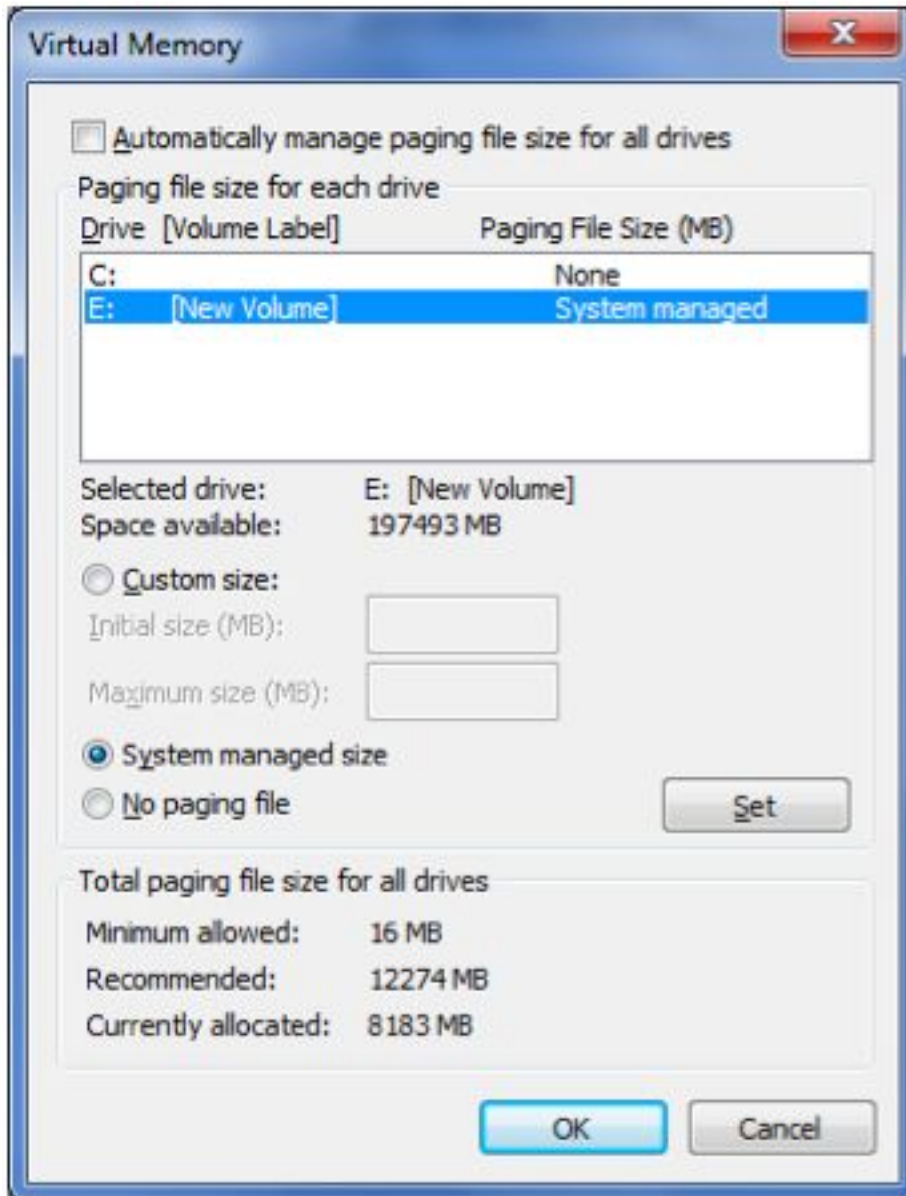 Virtual Memory
Automatically manage paging file size for all drives
Paging file size for each drive
Drive [Volume Label] Paging File Size (MB)
C: None
E: [New Volume] System managed
Selected drive: E: [New Volume]
Space available: 197493 MB
Custom size:
Initial size (MB):
Maximum size (MB):
System managed size
No paging file
Set
Total paging file size for all drives
Minimum allowed: 16 MB
Recommended: 12274 MB
Currently allocated: 8183 MB
OK Cancel